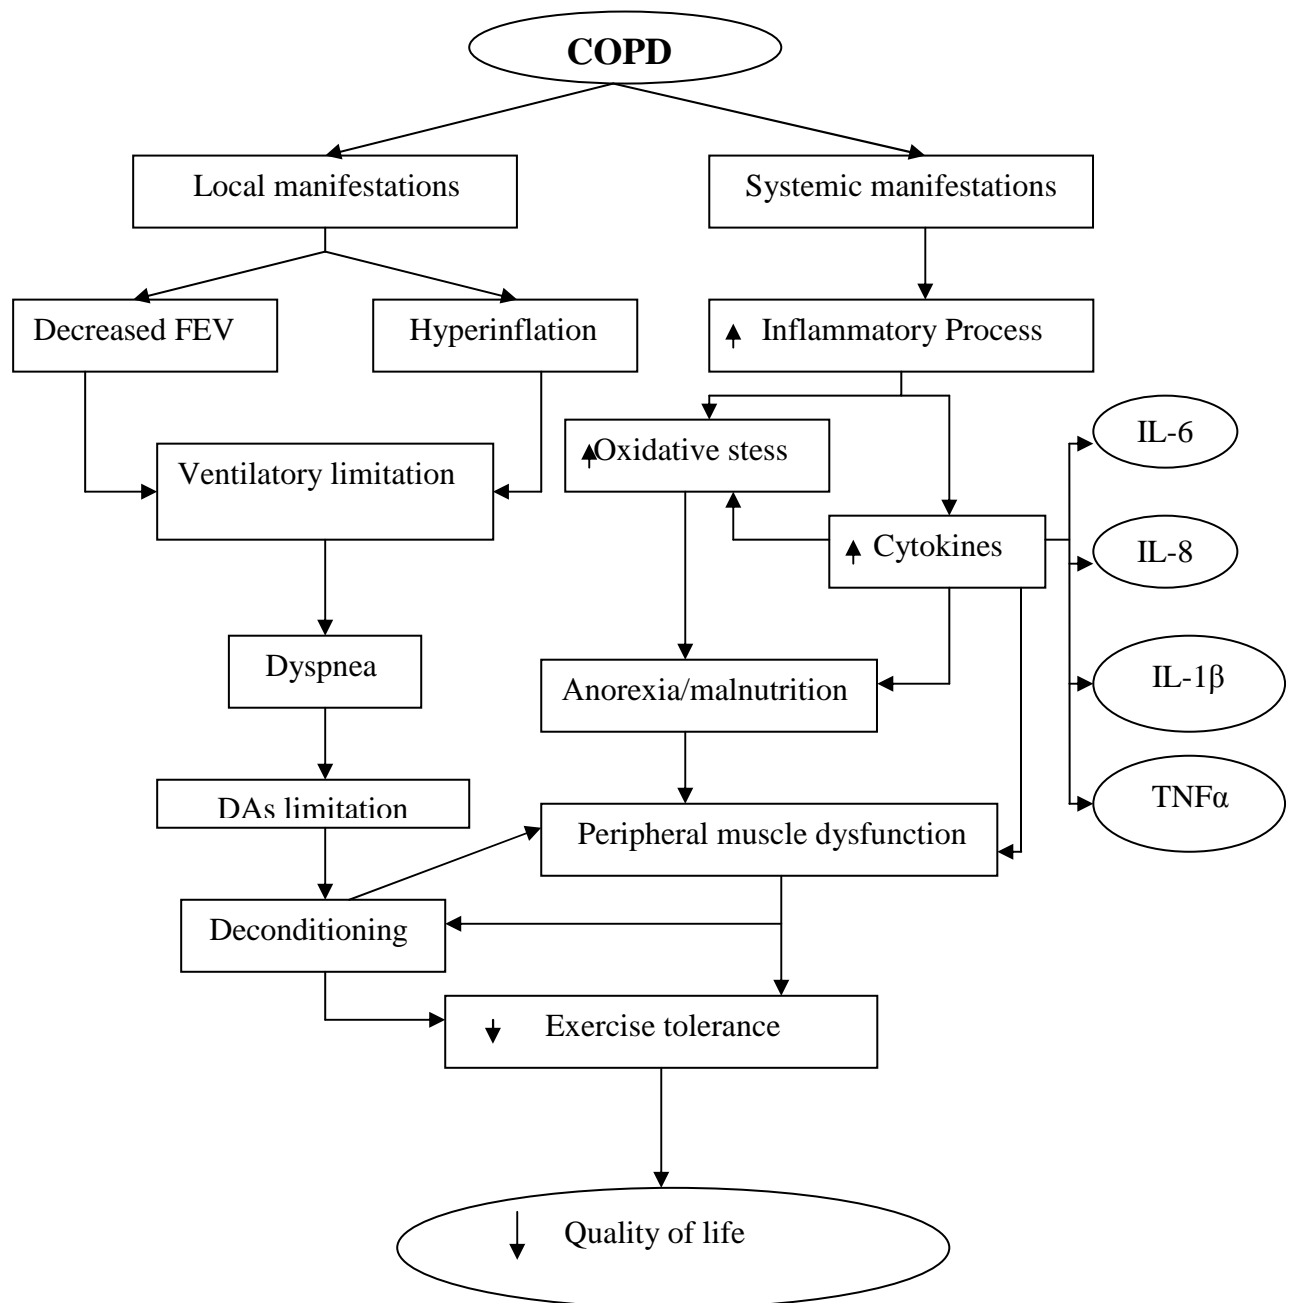 COPD
Local manifestations
Systemic manifestations
Decreased FEV
Hyperinflation
Inflammatory Process
Oxidative stess
IL-6
Ventilatory limitation
Cytokines
IL-8
Dyspnea
Anorexia/malnutrition
IL-1β
DAs limitation
Peripheral muscle dysfunction
TNFα
Deconditioning
Exercise tolerance
Quality of life